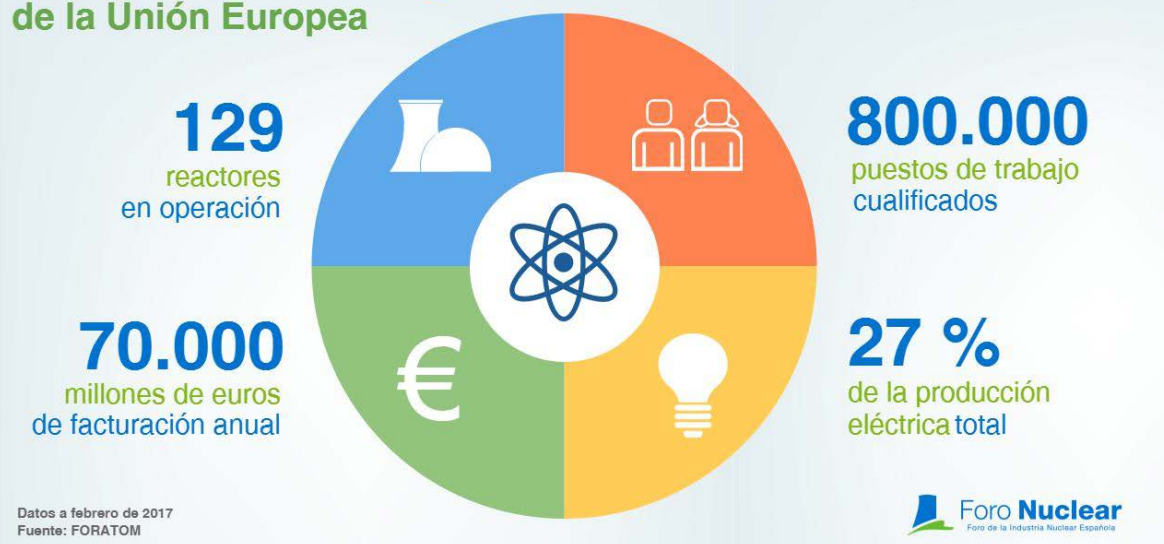 de la Unión Europea
129
reactores
en operación
800.000
puestos de trabajo
cualificados
70.000
millones de euros
de facturación anual
€
27 %
de la producción
eléctrica total
Datos a febrero de 2017
Fuente: FORATOM
Foro Nuclear
Foro de la Industria Nuclear Española